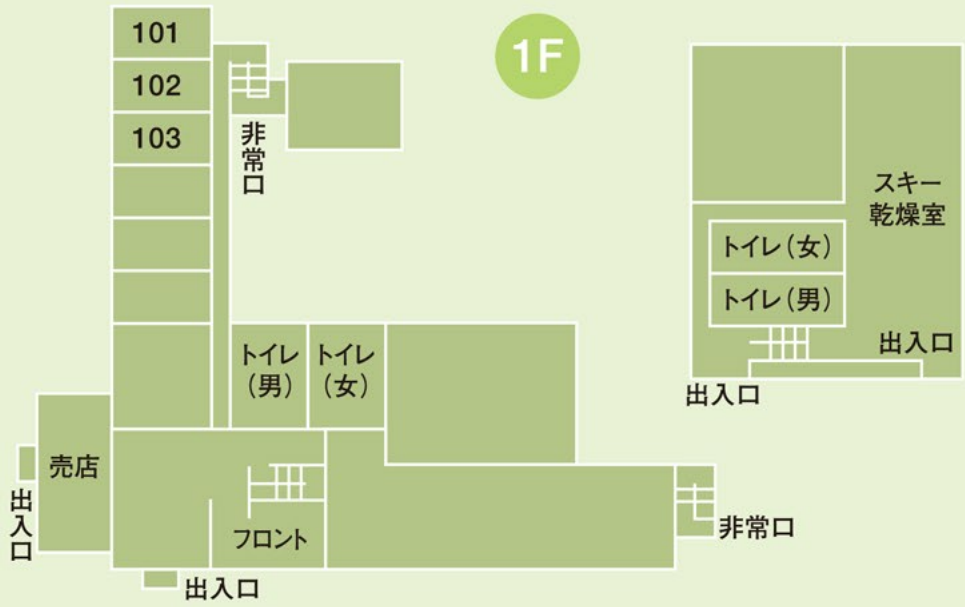 1F
101
102
103
非常口
スキー
乾燥室
トイレ（女）
トイレ（男）
出入口
出入口
トイレ
（男）
トイレ
（女）
売店
出入口
フロント
非常口
出入口